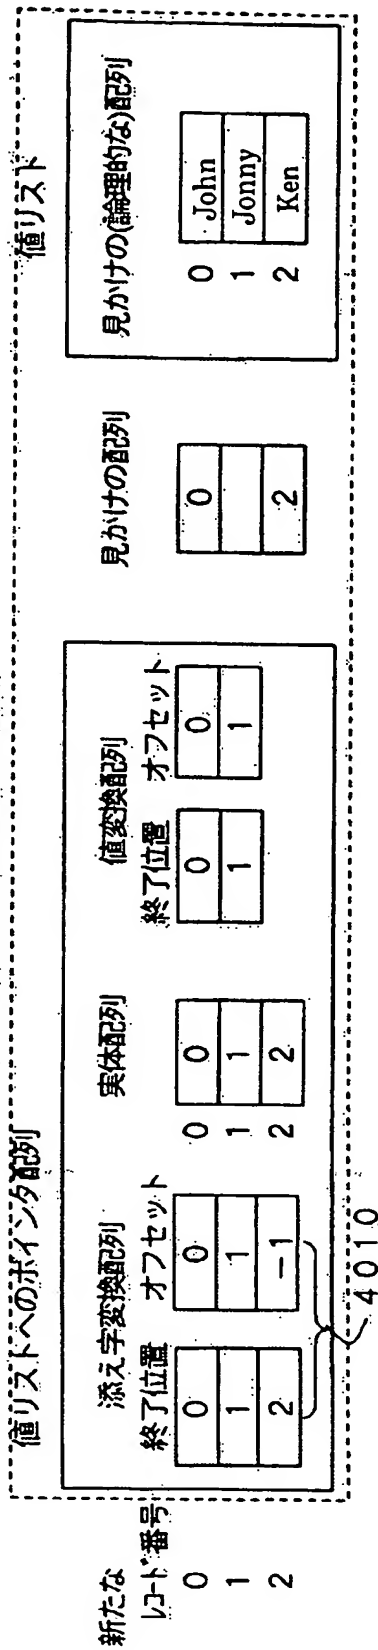 値リストへのポインタ配列
値リスト
新たな
レコード番号
0
1
2
添え字変換配列
終了位置 オフセット
0 0
1 1
2 -1
4010
実体配列
0 0
1 1
2 2
値変換配列
終了位置 オフセット
0 0
1 1
見かけの配列
0
2
見かけの(論理的な)配列
0 John
1 Jonny
2 Ken